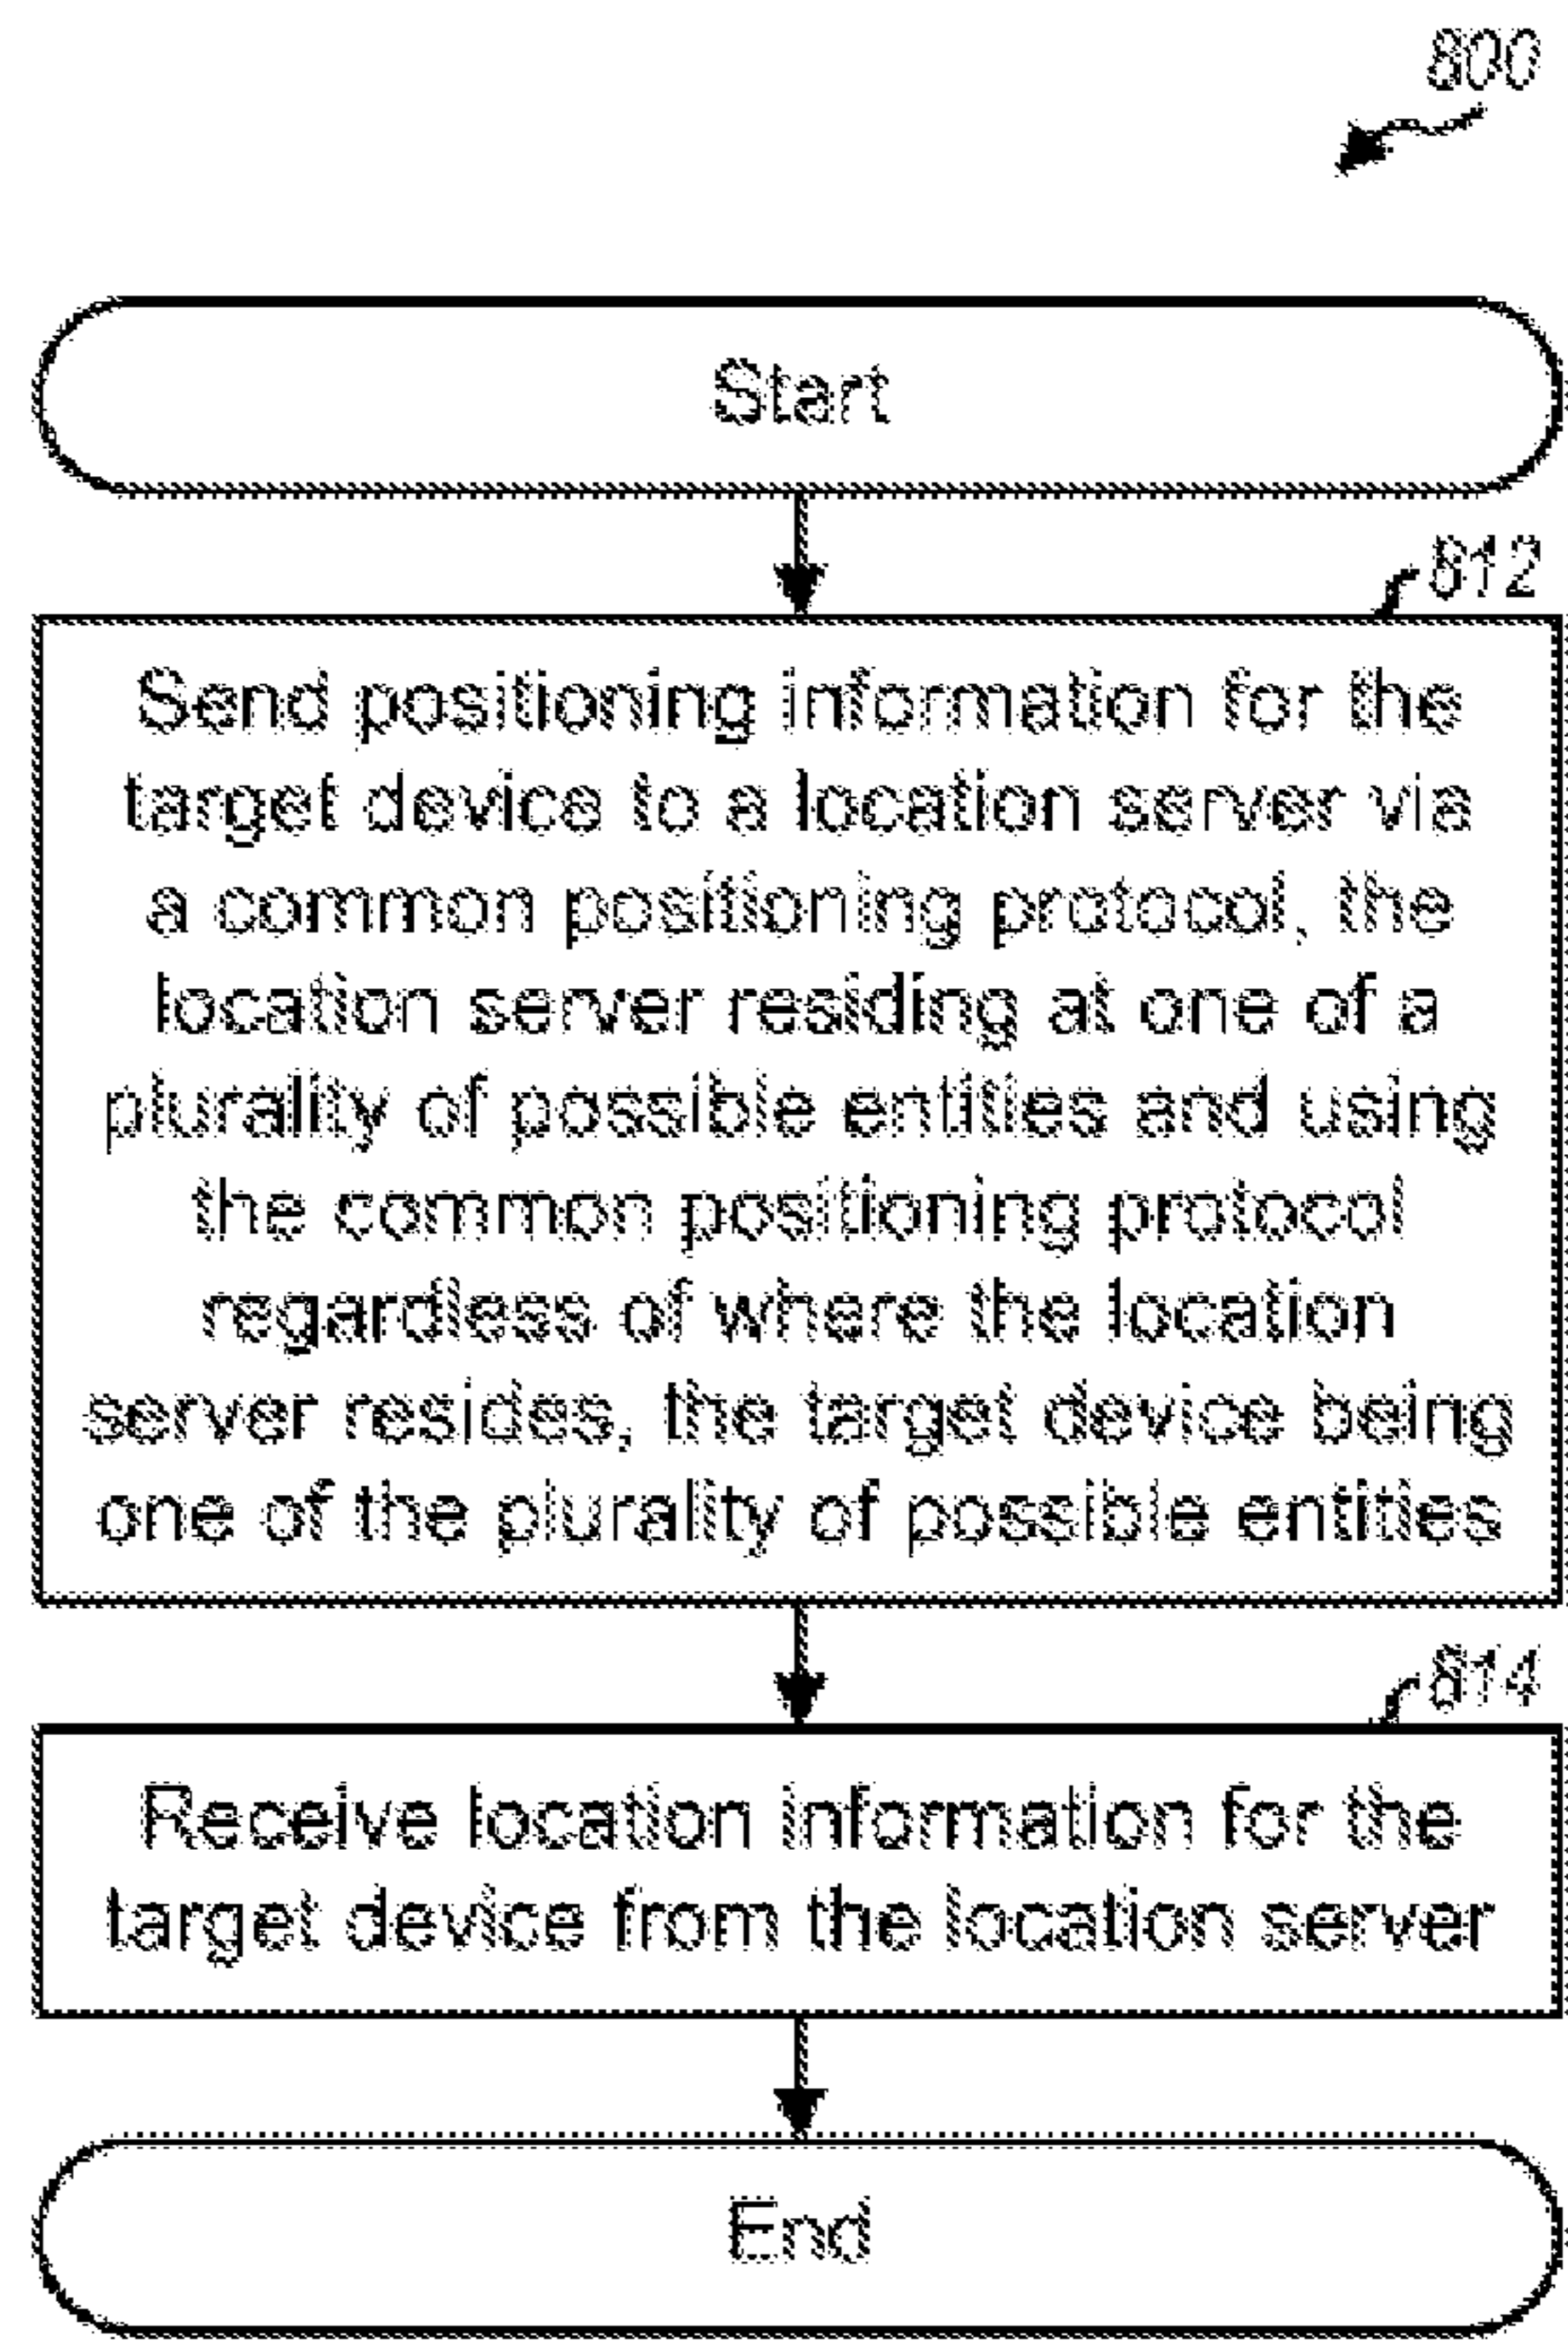 800
Start
812
Send positioning information for the
target device to a location server via
a common positioning protocol, the
location server residing at one of a
plurality of possible entities and using
the common positioning protocol
regardless of where the location
server resides, the target device being
one of the plurality of possible entities
814
Receive location information for the
target device from the location server
End